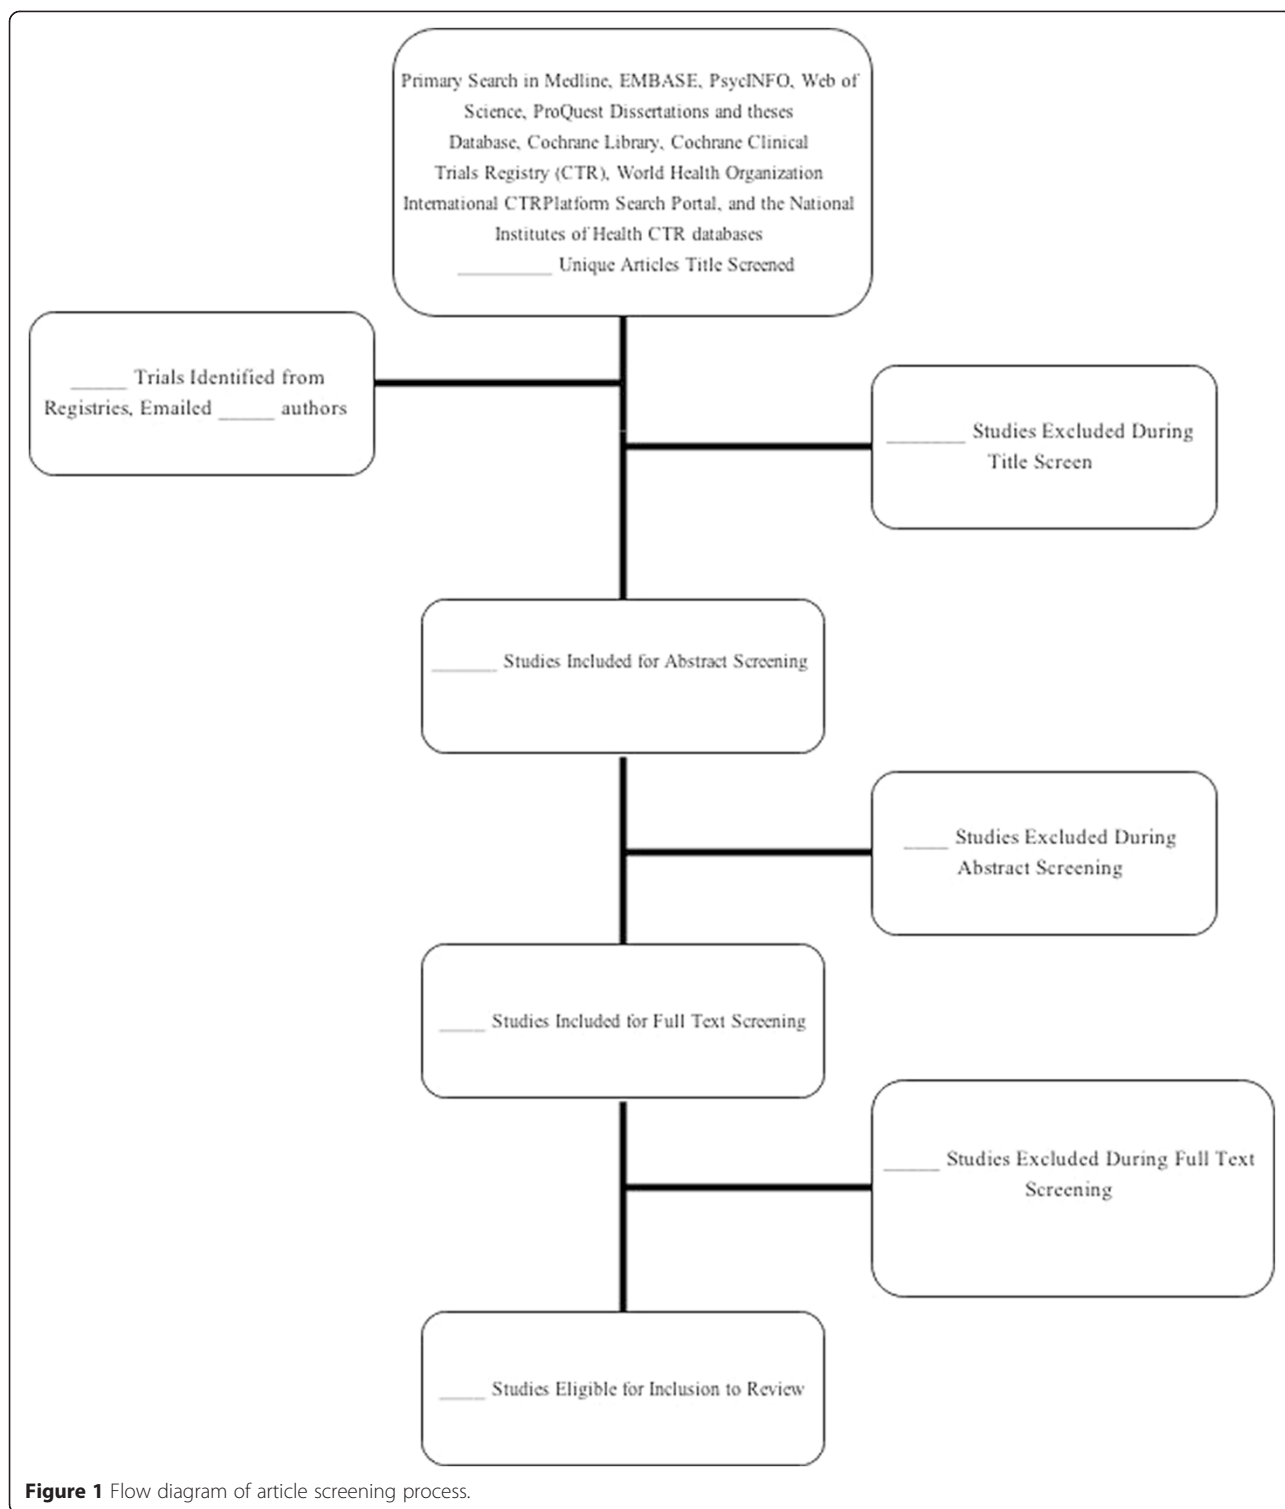 Primary Search in Medline, EMBASE, PsycINFO, Web of
Science, ProQuest Dissertations and theses
Database, Cochrane Library, Cochrane Clinical
Trials Registry (CTR), World Health Organization
International CTRPlatform Search Portal, and the National
Institutes of Health CTR databases
__________ Unique Articles Title Screened
______ Trials Identified from
Registries, Emailed ______ authors
________ Studies Excluded During
Title Screen
_______ Studies Included for Abstract Screening
_____ Studies Excluded During
Abstract Screening
_____ Studies Included for Full Text Screening
______ Studies Excluded During Full Text
Screening
_____ Studies Eligible for Inclusion to Review
Figure 1 Flow diagram of article screening process.